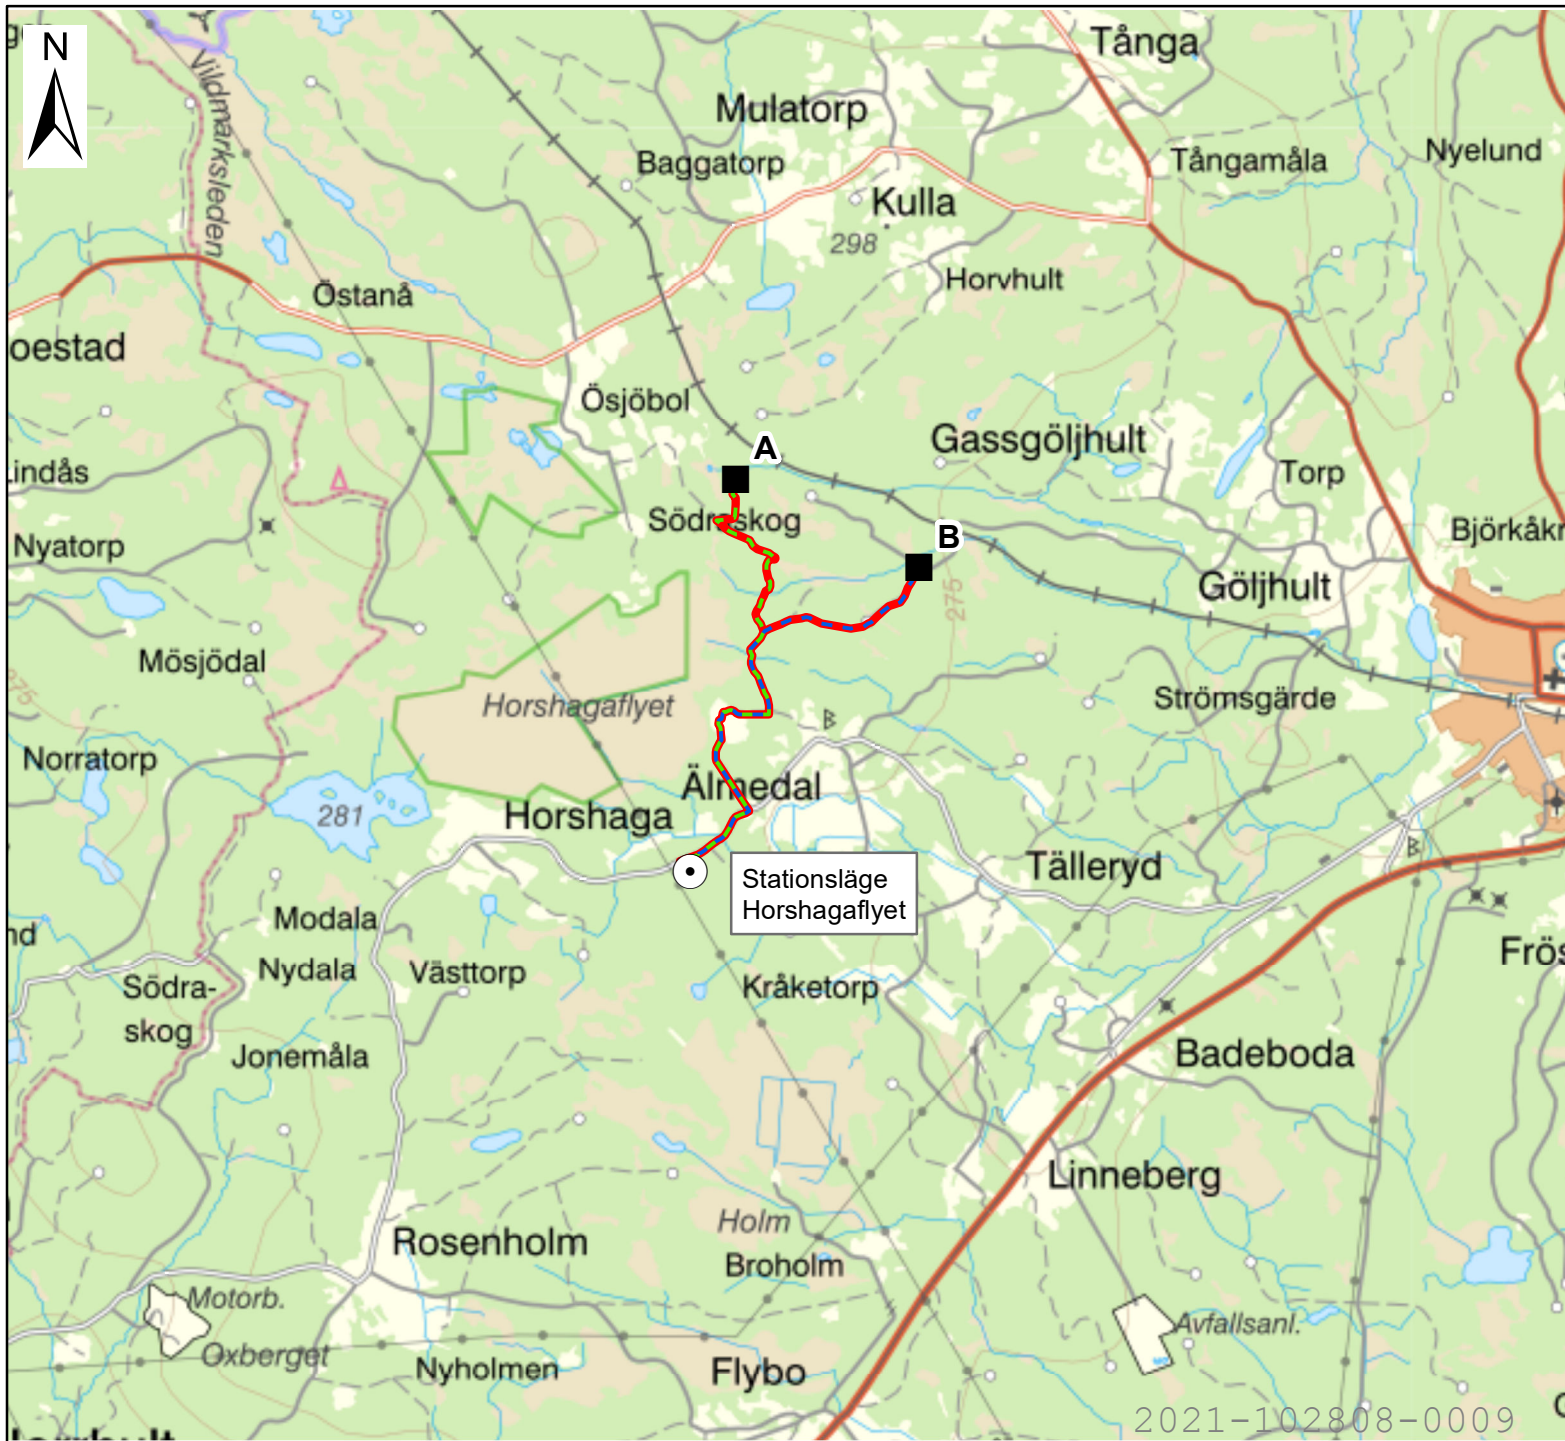 N
Vildmarksleden
Tånga
Mulatorp
Baggatorp
Tångamåla
Nyelund
Kulla
298
Horvhult
Östanå
oestad
Ösjöbol
Gassgöljhult
A
Torp
Södraskog
B
Björkåkr
Nyatorp
275
Göljhult
Mösjödal
275
Horshagaflyet
Strömsgärde
Norratorp
Älmedal
281
Horshaga
Tälleryd
Stationsläge
Horshagaflyet
Modala
nd
Nydala
Västtorp
Kråketorp
Frös
Södra-
skog
Jonemåla
Badeboda
Linneberg
Holm
Rosenholm
Broholm
Motorb.
Avfallsanl.
Oxberget
Nyholmen
Flybo
2021-102808-0009